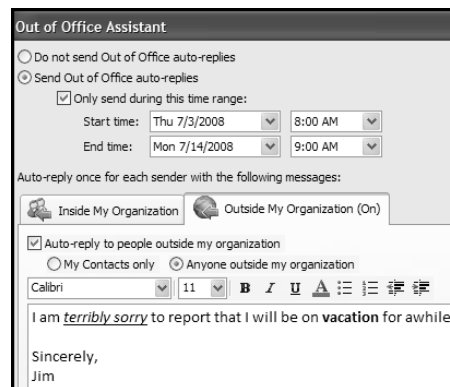 Out of Office Assistant
Do not send Out of Office auto-replies
Send Out of Office auto-replies
Only send during this time range:
Start time: Thu 7/3/2008 8:00 AM
End time: Mon 7/14/2008 9:00 AM
Auto-reply once for each sender with the following messages:
Inside My Organization Outside My Organization (On)
Auto-reply to people outside my organization
My Contacts only Anyone outside my organization
Calibri 11 B I U A
I am terribly sorry to report that I will be on vacation for awhile
Sincerely,
Jim